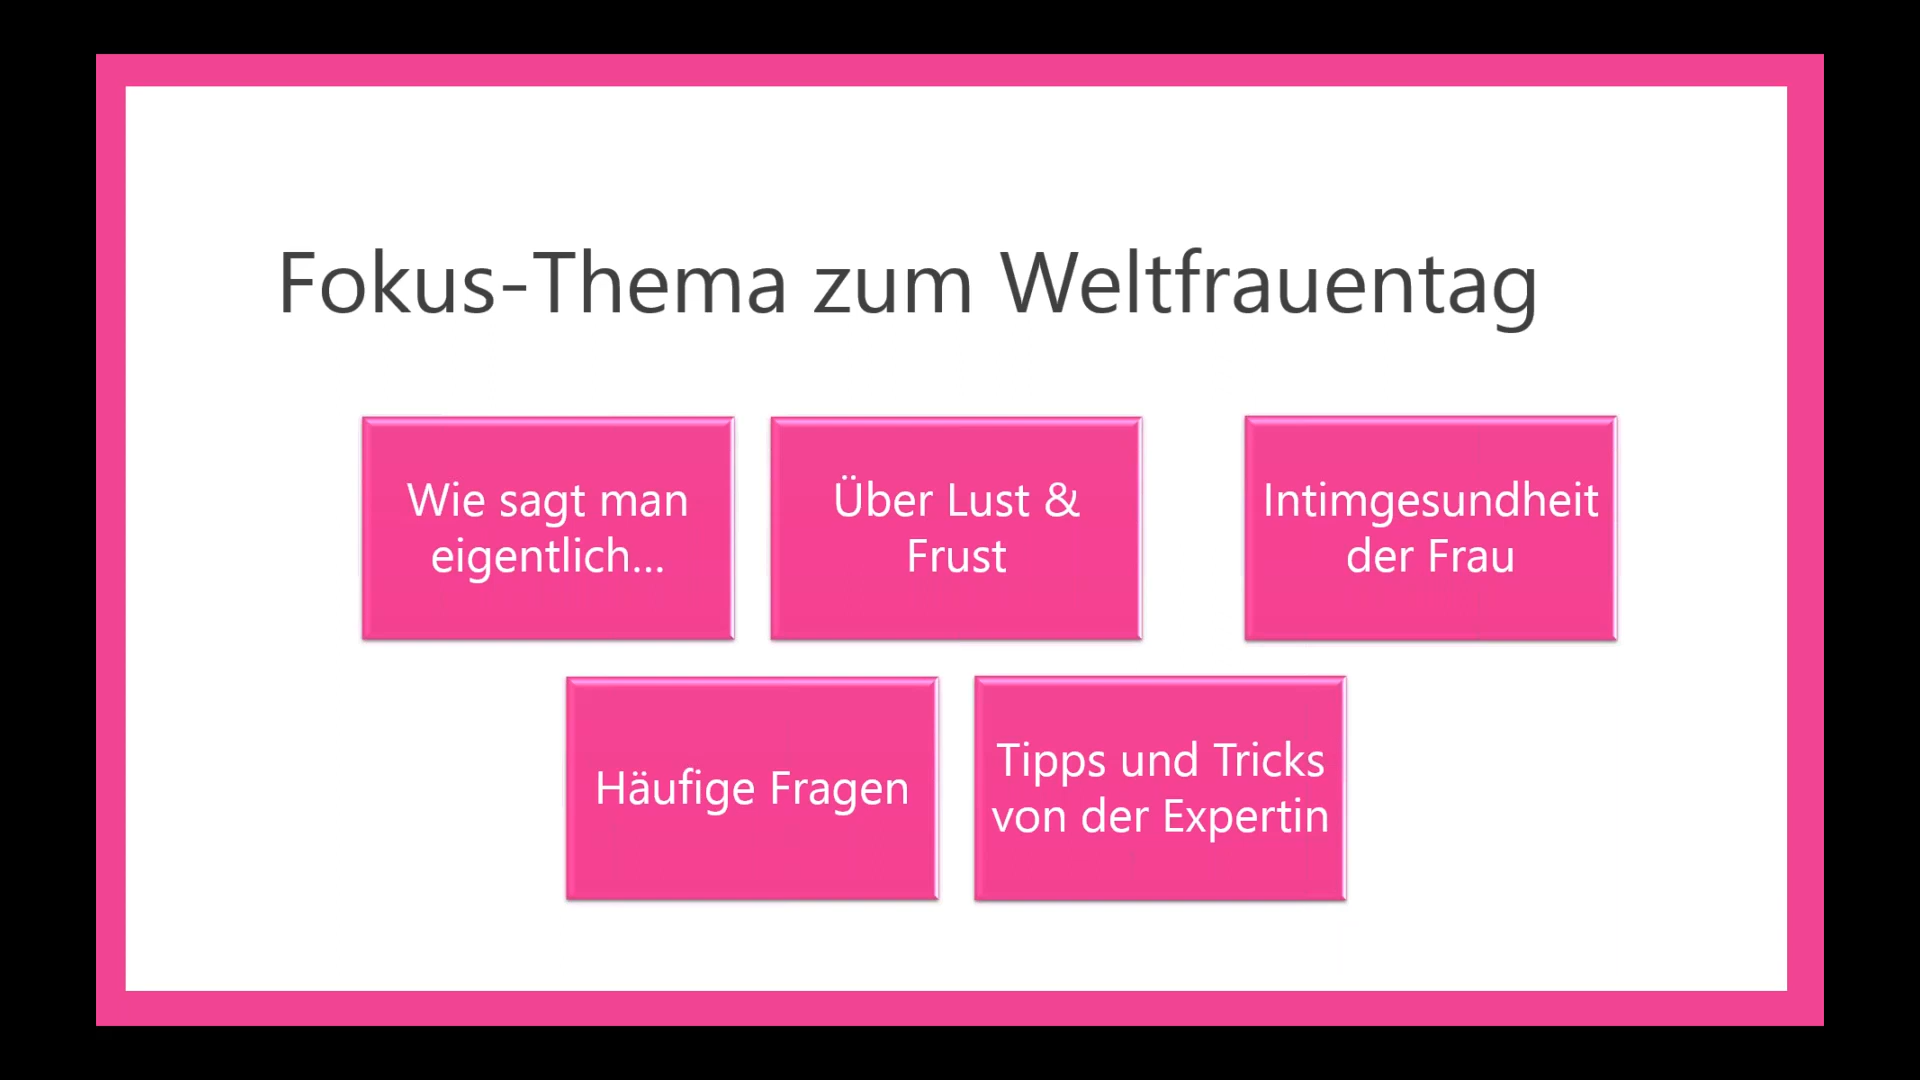 Fokus-Thema zum Weltfrauentag
Wie sagt man
eigentlich...
Über Lust &
Frust
Intimgesundheit
der Frau
Häufige Fragen
Tipps und Tricks
von der Expertin